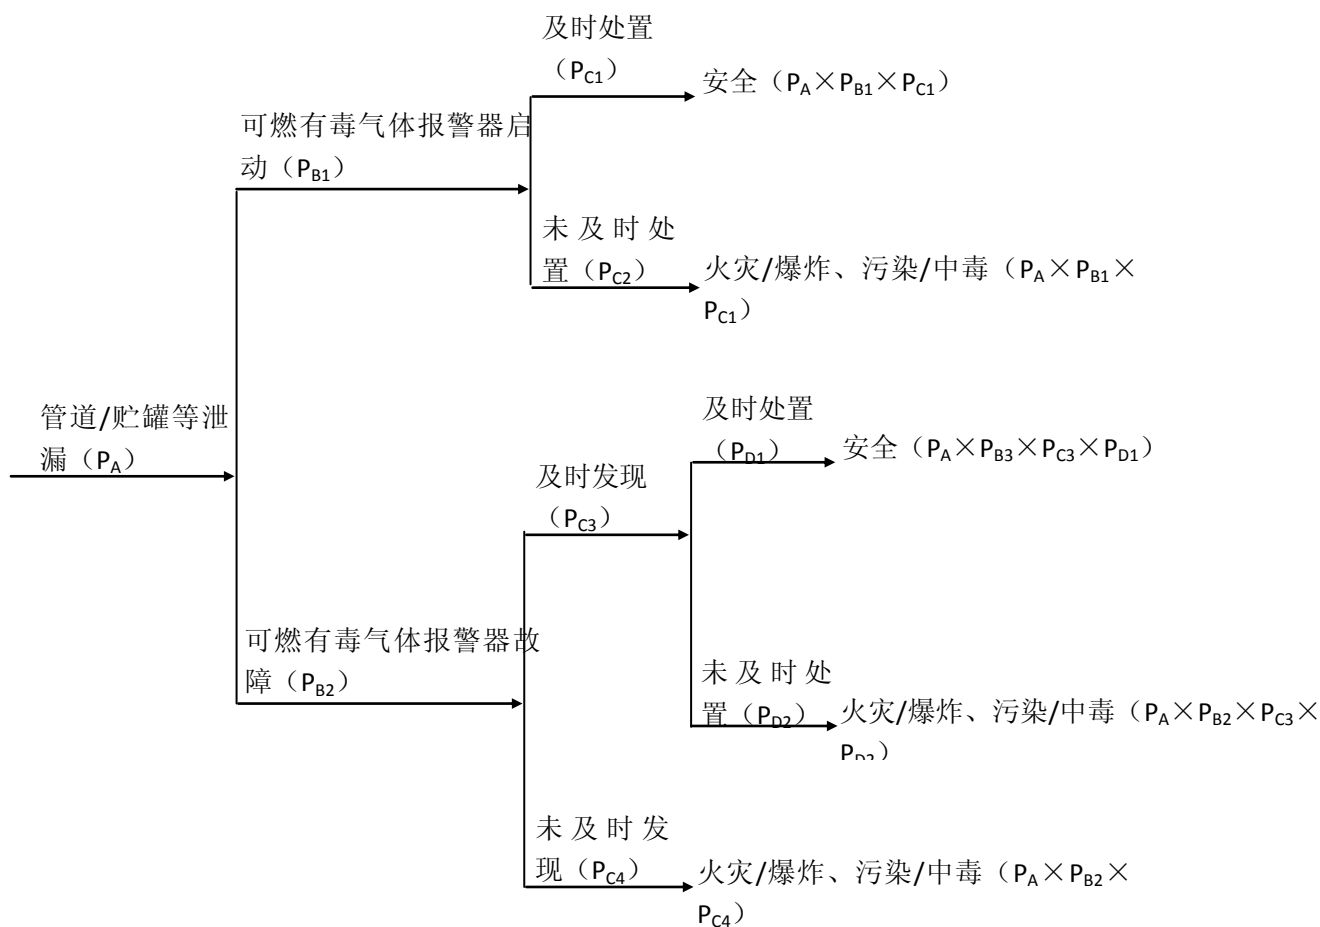 及时处置
（PC1）
安全（PA×PB1×PC1）
可燃有毒气体报警器启
动（PB1）
未及时处
置（PC2）
火灾/爆炸、污染/中毒（PA×PB1×
PC1）
管道/贮罐等泄
漏（PA）
及时处置
（PD1）
安全（PA×PB3×PC3×PD1）
及时发现
（PC3）
可燃有毒气体报警器故
障（PB2）
未及时处
置（PD2）
火灾/爆炸、污染/中毒（PA×PB2×PC3×
PD2）
未及时发
现（PC4）
火灾/爆炸、污染/中毒（PA×PB2×
PC4）